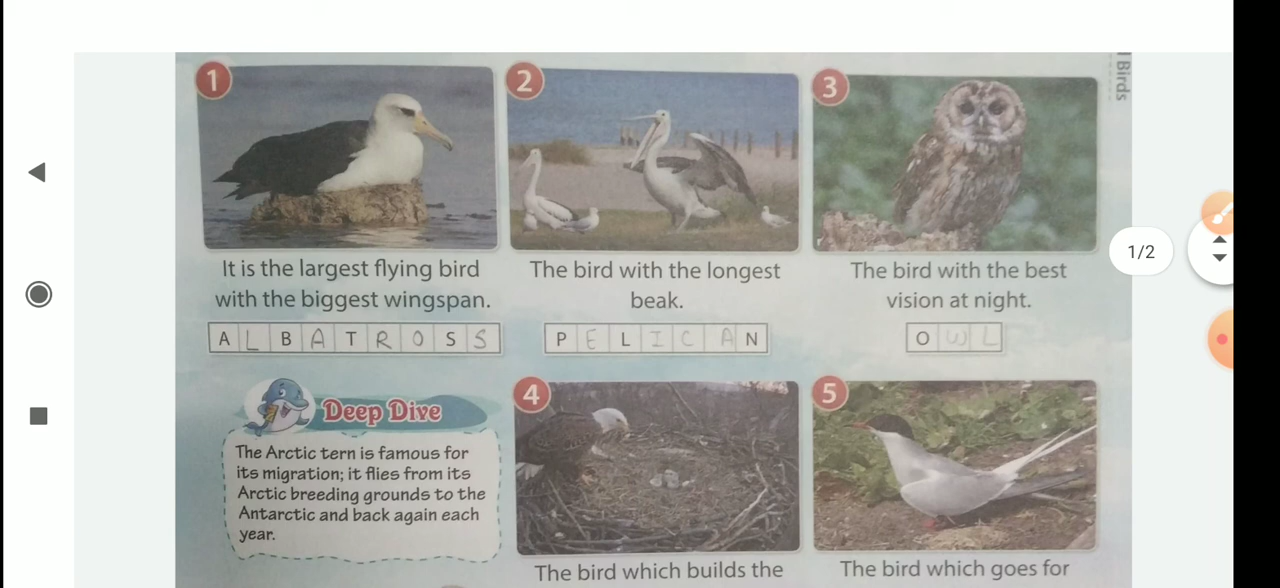 1
2
3
Birds
1/2
It is the largest flying bird
with the biggest wingspan.
The bird with the longest
beak.
The bird with the best
vision at night.
ALBATROSS
PELICAN
OWL
Deep Dive
The Arctic tern is famous for
its migration; it flies from its
Arctic breeding grounds to the
Antarctic and back again each
year.
4
5
The bird which builds the
The bird which goes for